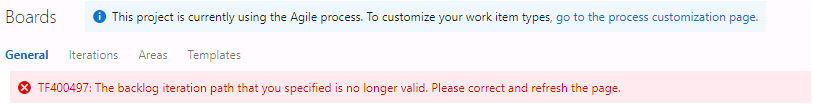 Boards
This project is currently using the Agile process. To customize your work item types, go to the process customization page.
General Iterations Areas Templates
TF400497: The backlog iteration path that you specified is no longer valid. Please correct and refresh the page.